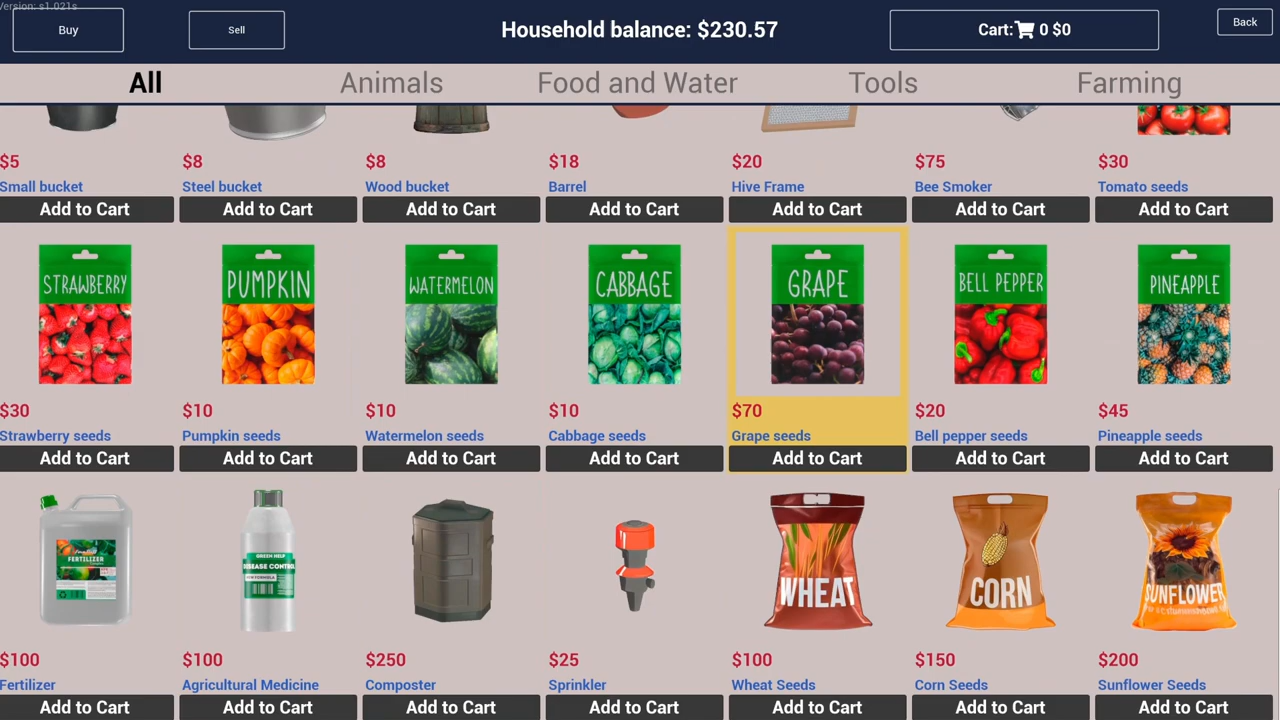 Version: s1.021s
Buy
Sell
Household balance: $230.57
Cart: 0 $0
Back
All
Animals
Food and Water
Tools
Farming
$5
$8
$8
$18
$20
$75
$30
Small bucket
Steel bucket
Wood bucket
Barrel
Hive Frame
Bee Smoker
Tomato seeds
Add to Cart
Add to Cart
Add to Cart
Add to Cart
Add to Cart
Add to Cart
Add to Cart
STRAWBERRY
PUMPKIN
WATERMELON
CABBAGE
GRAPE
BELL PEPPER
PINEAPPLE
$30
$10
$10
$10
$70
$20
$45
Strawberry seeds
Pumpkin seeds
Watermelon seeds
Cabbage seeds
Grape seeds
Bell pepper seeds
Pineapple seeds
Add to Cart
Add to Cart
Add to Cart
Add to Cart
Add to Cart
Add to Cart
Add to Cart
FERTILIZER
GREEN HELP
DISEASE CONTROL
WHEAT
CORN
SUNFLOWER
$100
$100
$250
$25
$100
$150
$200
Fertilizer
Agricultural Medicine
Composter
Sprinkler
Wheat Seeds
Corn Seeds
Sunflower Seeds
Add to Cart
Add to Cart
Add to Cart
Add to Cart
Add to Cart
Add to Cart
Add to Cart